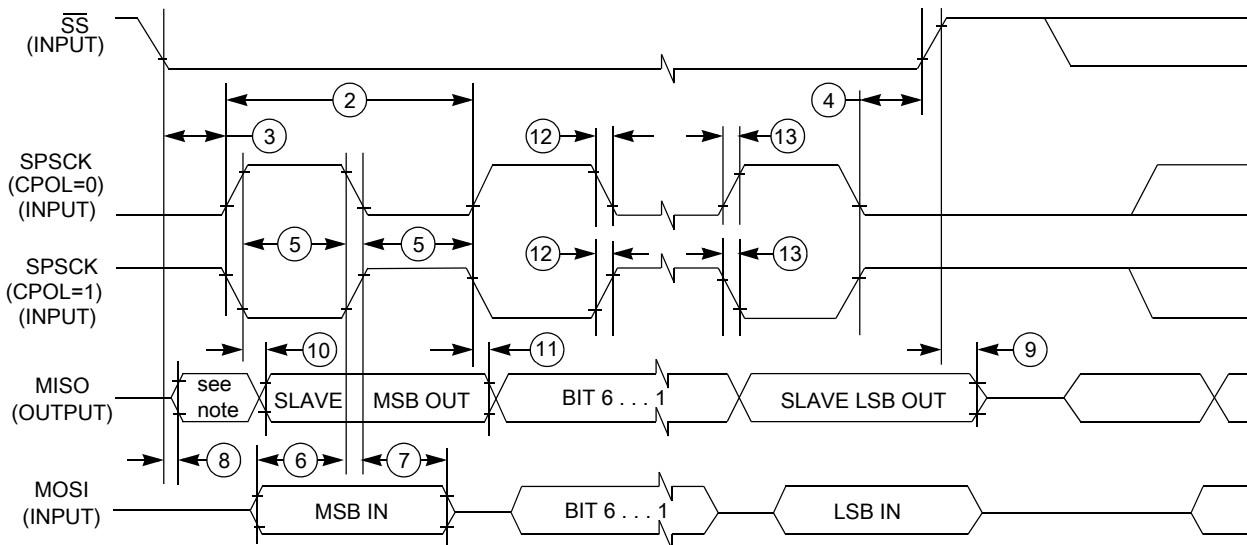 SS
(INPUT)
2
4
3
12
13
SPSCK
(CPOL=0)
(INPUT)
5
5
SPSCK
(CPOL=1)
(INPUT)
12
13
10
11
9
MISO
(OUTPUT)
see
note
SLAVE
MSB OUT
BIT 6 . . . 1
SLAVE LSB OUT
8
6
7
MOSI
(INPUT)
MSB IN
BIT 6 . . . 1
LSB IN